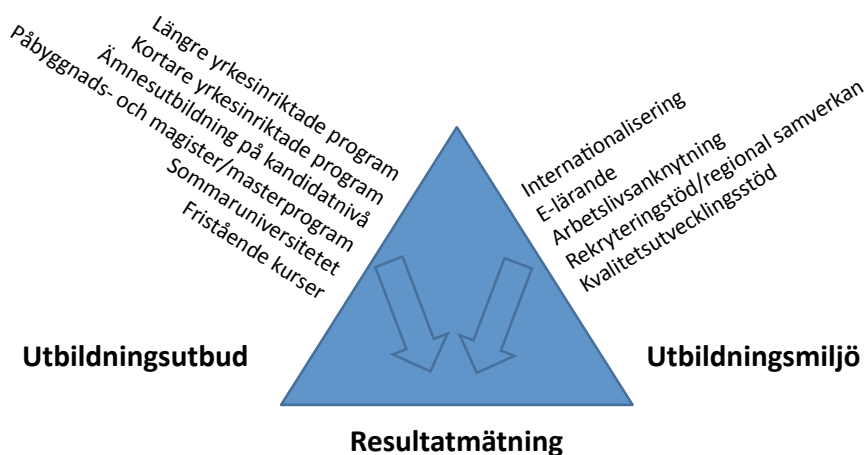 Längre yrkesinriktade program
Kortare yrkesinriktade program
Ämnesutbildning på kandidatnivå
Påbyggnads- och magister/masterprogram
Sommaruniversitetet
Fristående kurser
Internationalisering
E-lärande
Arbetslivsanknytning
Rekryteringstöd/regional samverkan
Kvalitetsutvecklingsstöd
Utbildningsutbud
Utbildningsmiljö
Resultatmätning